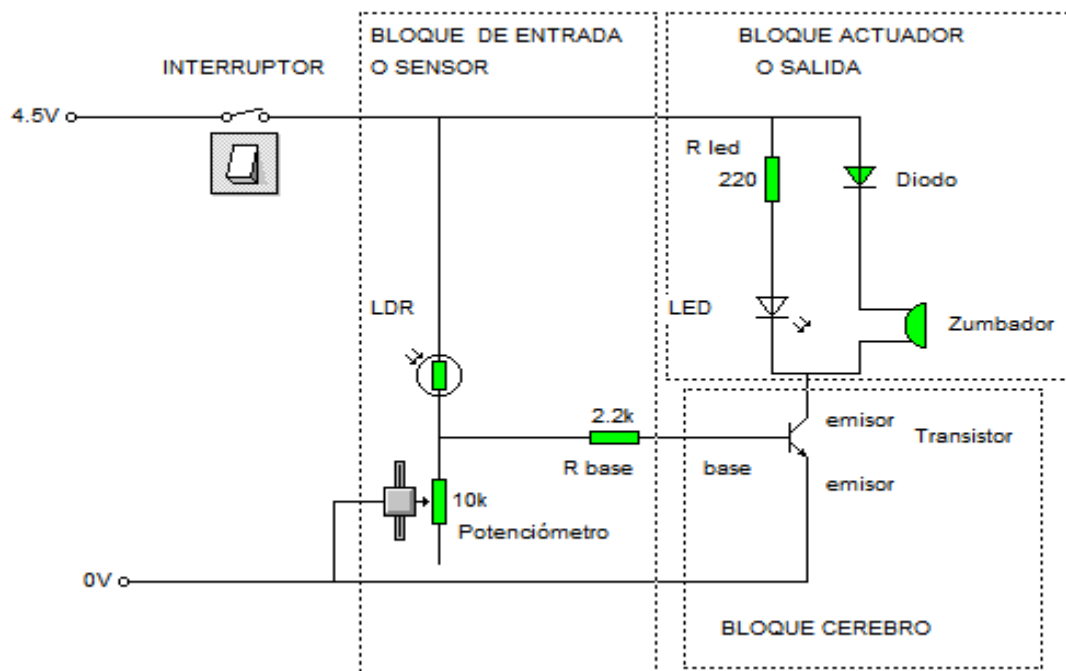 BLOQUE DE ENTRADA
O SENSOR
BLOQUE ACTUADOR
O SALIDA
INTERRUPTOR
4.5V
R led
220
Diodo
LDR
LED
Zumbador
2.2k
R base
base
emisor
Transistor
emisor
10k
Potenciómetro
0V
BLOQUE CEREBRO